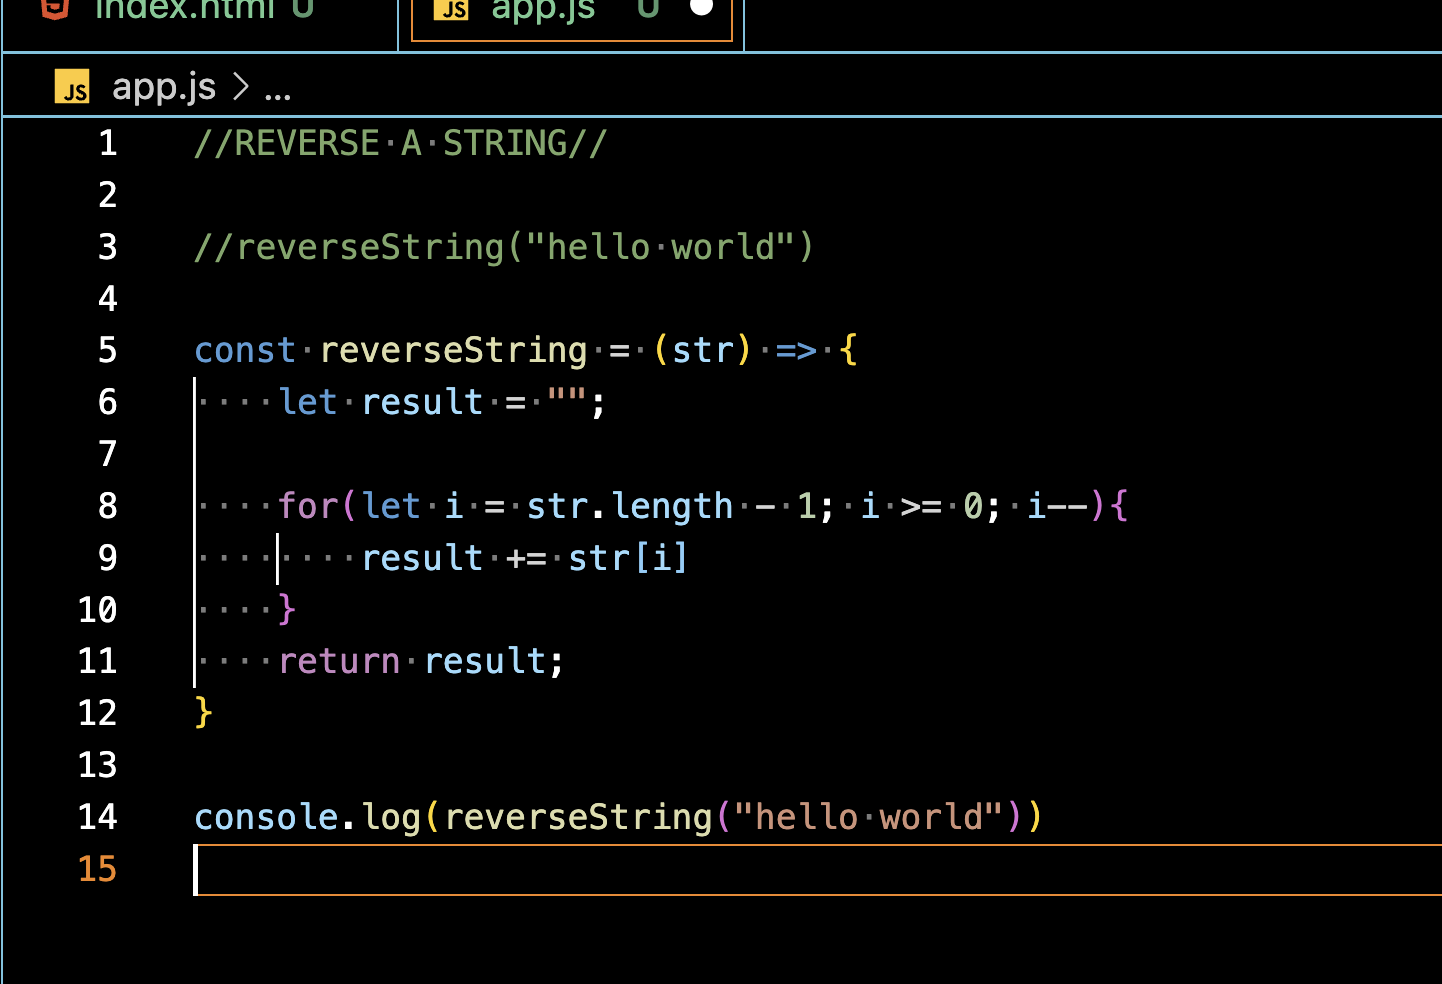 index.html U
JS app.js U
JS app.js > ...
1 //REVERSE A STRING//
2
3 //reverseString("hello world")
4
5 const reverseString = (str) => {
6     let result = "";
7
8     for(let i = str.length - 1; i >= 0; i--){
9         result += str[i]
10     }
11     return result;
12 }
13
14 console.log(reverseString("hello world"))
15